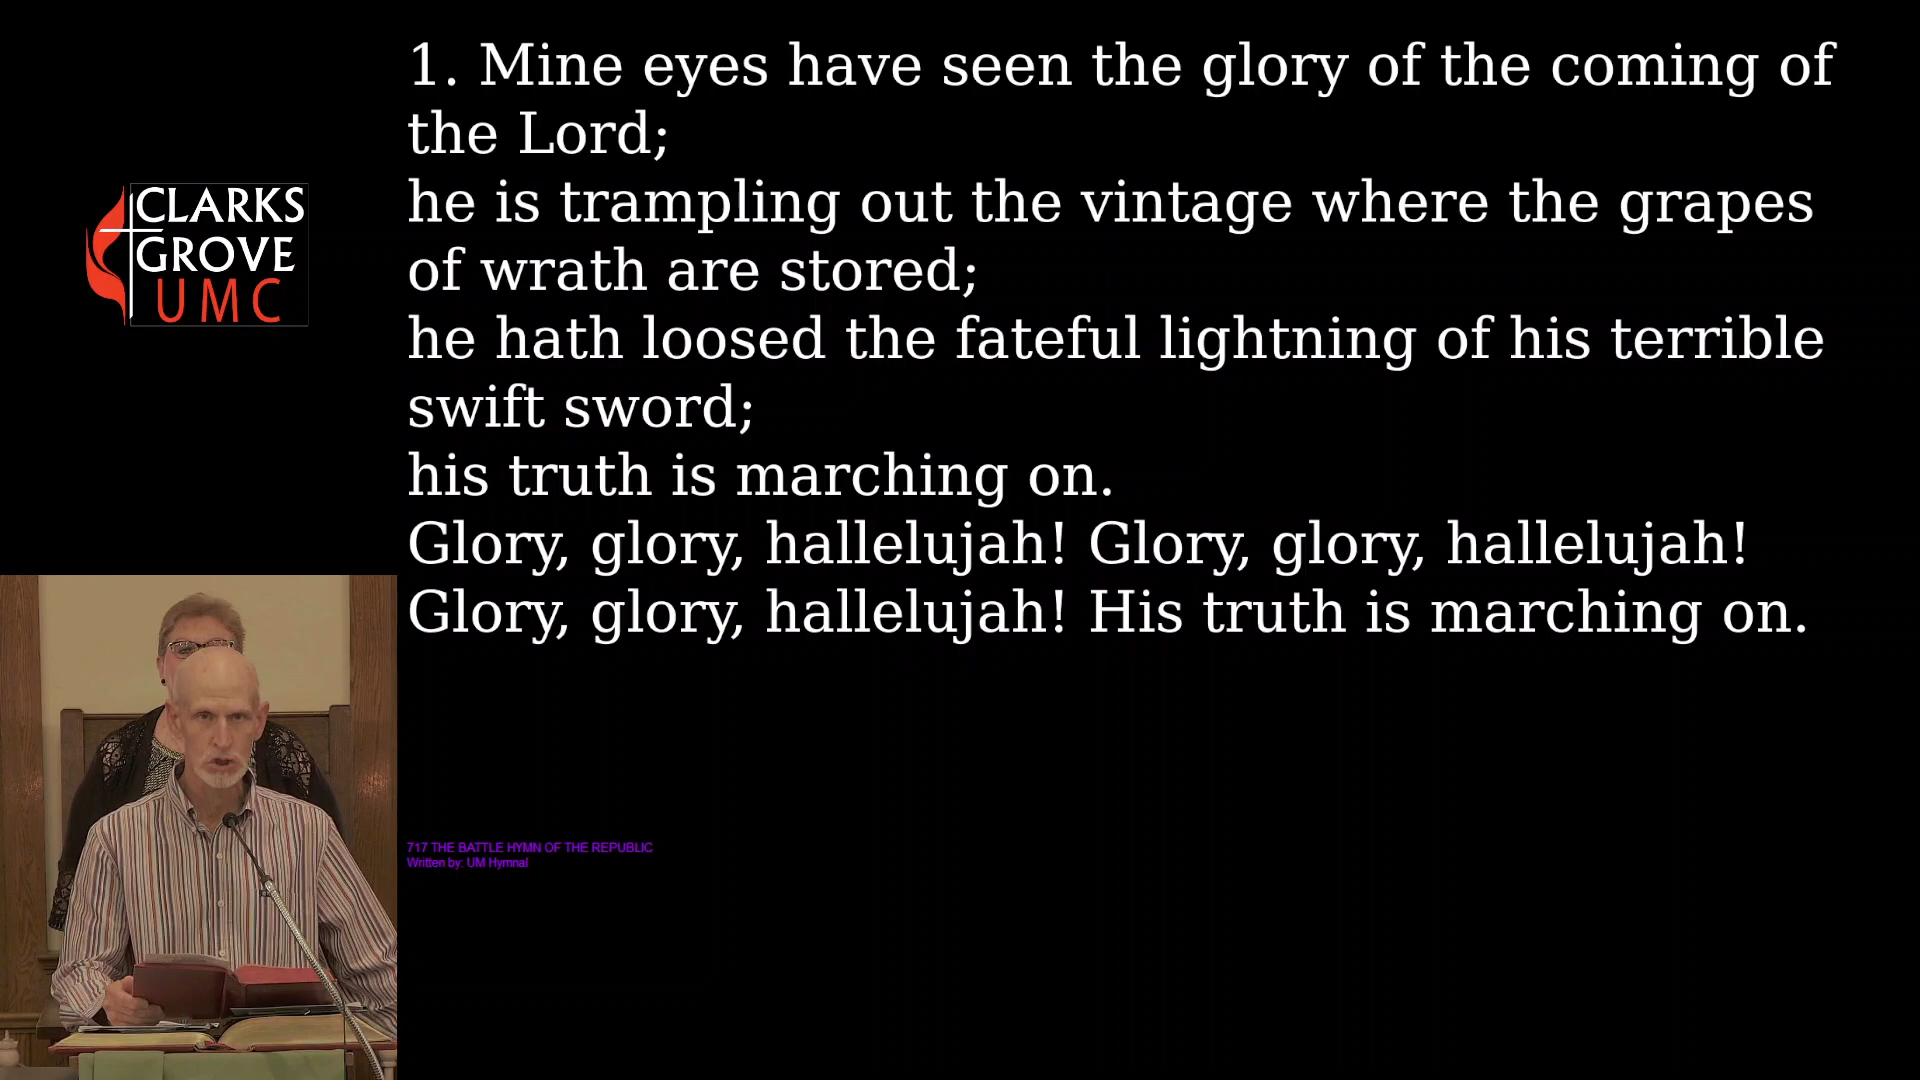 1. Mine eyes have seen the glory of the coming of
the Lord;
he is trampling out the vintage where the grapes
of wrath are stored;
he hath loosed the fateful lightning of his terrible
swift sword;
his truth is marching on.
Glory, glory, hallelujah! Glory, glory, hallelujah!
Glory, glory, hallelujah! His truth is marching on.
CLARKS
GROVE
UMC
717 THE BATTLE HYMN OF THE REPUBLIC
Written by: UM Hymnal